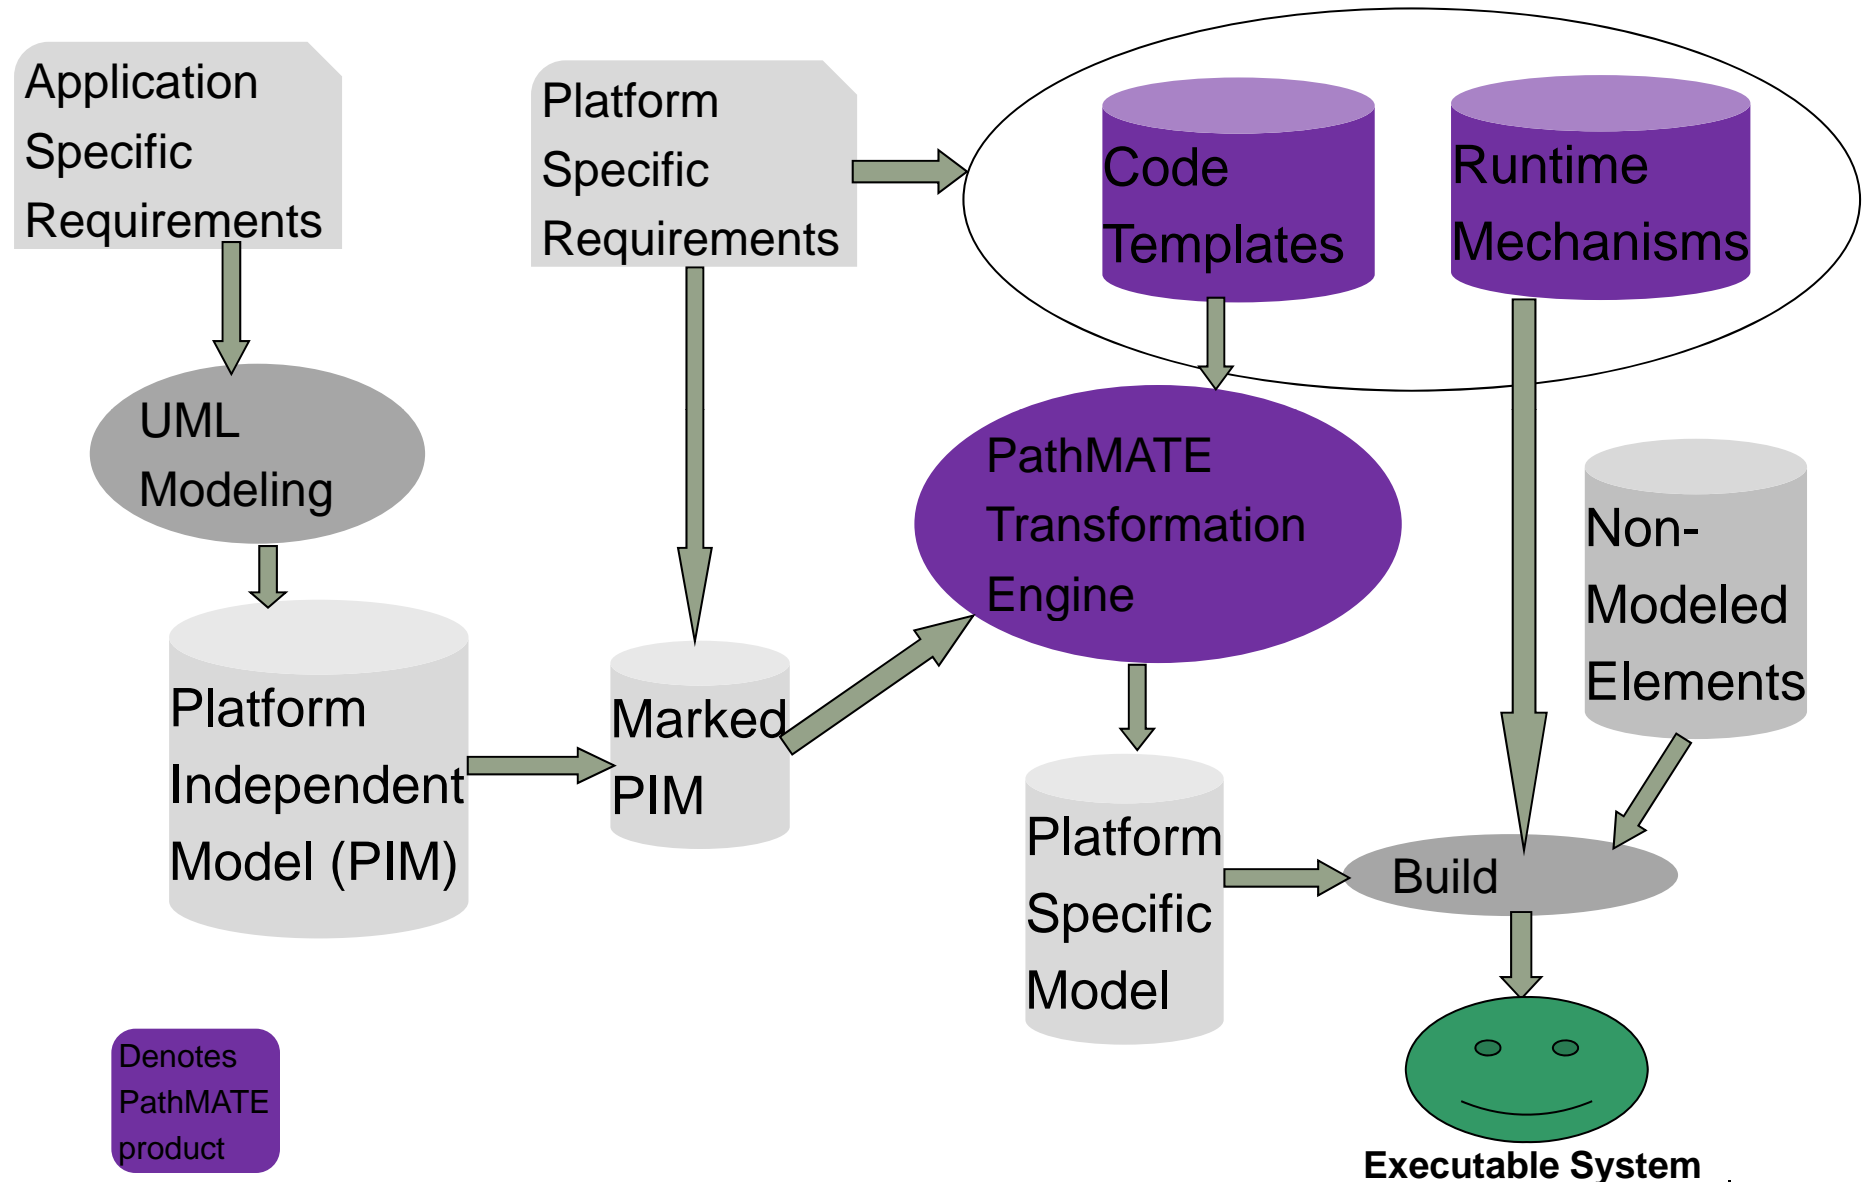 Application
Specific
Requirements
Platform
Specific
Requirements
Code
Templates
Runtime
Mechanisms
UML
Modeling
PathMATE
Transformation
Engine
Non-
Modeled
Elements
Platform
Independent
Model (PIM)
Marked
PIM
Platform
Specific
Model
Build
Denotes
PathMATE
product
Executable System